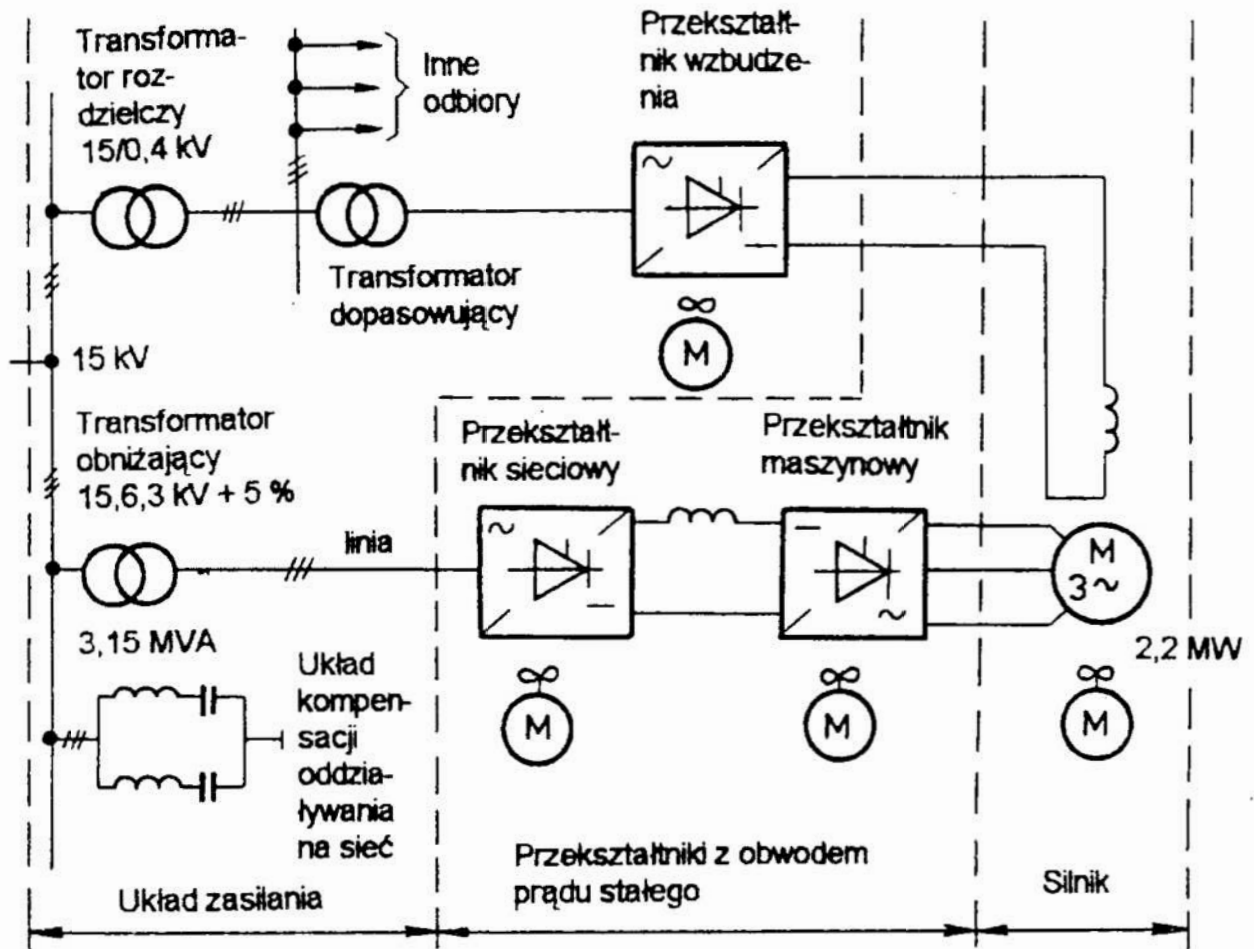 Transforma-
tor roz-
dzielczy
15/0,4 kV
Inne
odbiory
Przekształt-
nik wzbudze-
nia
~
—
Transformator
dopasowujący
M
15 kV
Transformator
obniżający
15,6,3 kV + 5 %
linia
3,15 MVA
Przekształt-
nik sieciowy
~
—
Przekształtnik
maszynowy
—
~
M
3~
2,2 MW
M
M
M
Układ
kompen-
sacji
oddzia-
ływania
na sieć
Układ zasilania
Przekształtniki z obwodem
prądu stałego
Silnik